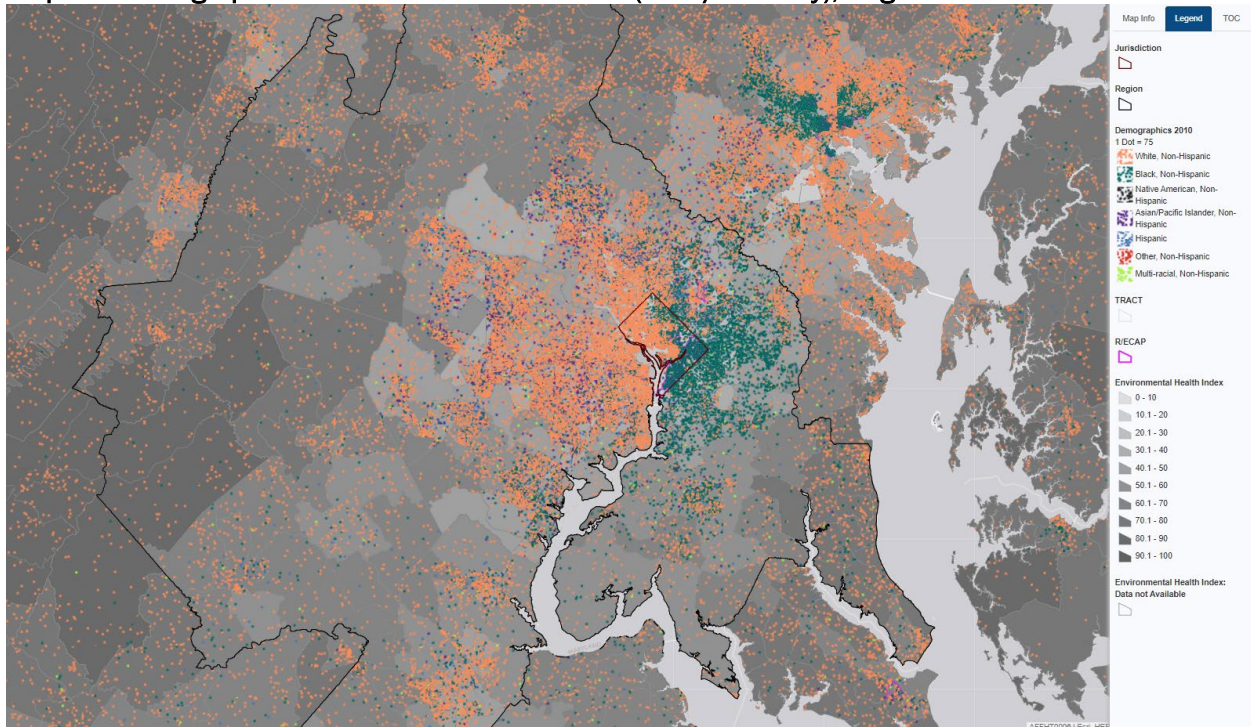 Map Info Legend TOC
Jurisdiction
Region
Demographics 2010
1 Dot = 75
White, Non-Hispanic
Black, Non-Hispanic
Native American, Non-
Hispanic
Asian/Pacific Islander, Non-
Hispanic
Hispanic
Other, Non-Hispanic
Multi-racial, Non-Hispanic
TRACT
R/ECAP
Environmental Health Index
0 - 10
10.1 - 20
20.1 - 30
30.1 - 40
40.1 - 50
50.1 - 60
60.1 - 70
70.1 - 80
80.1 - 90
90.1 - 100
Environmental Health Index:
Data not Available